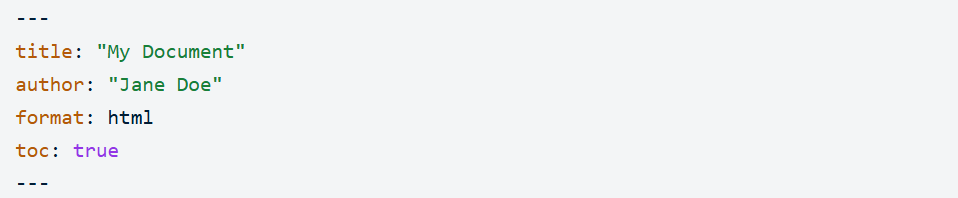 ---
title: "My Document"
author: "Jane Doe"
format: html
toc: true
---